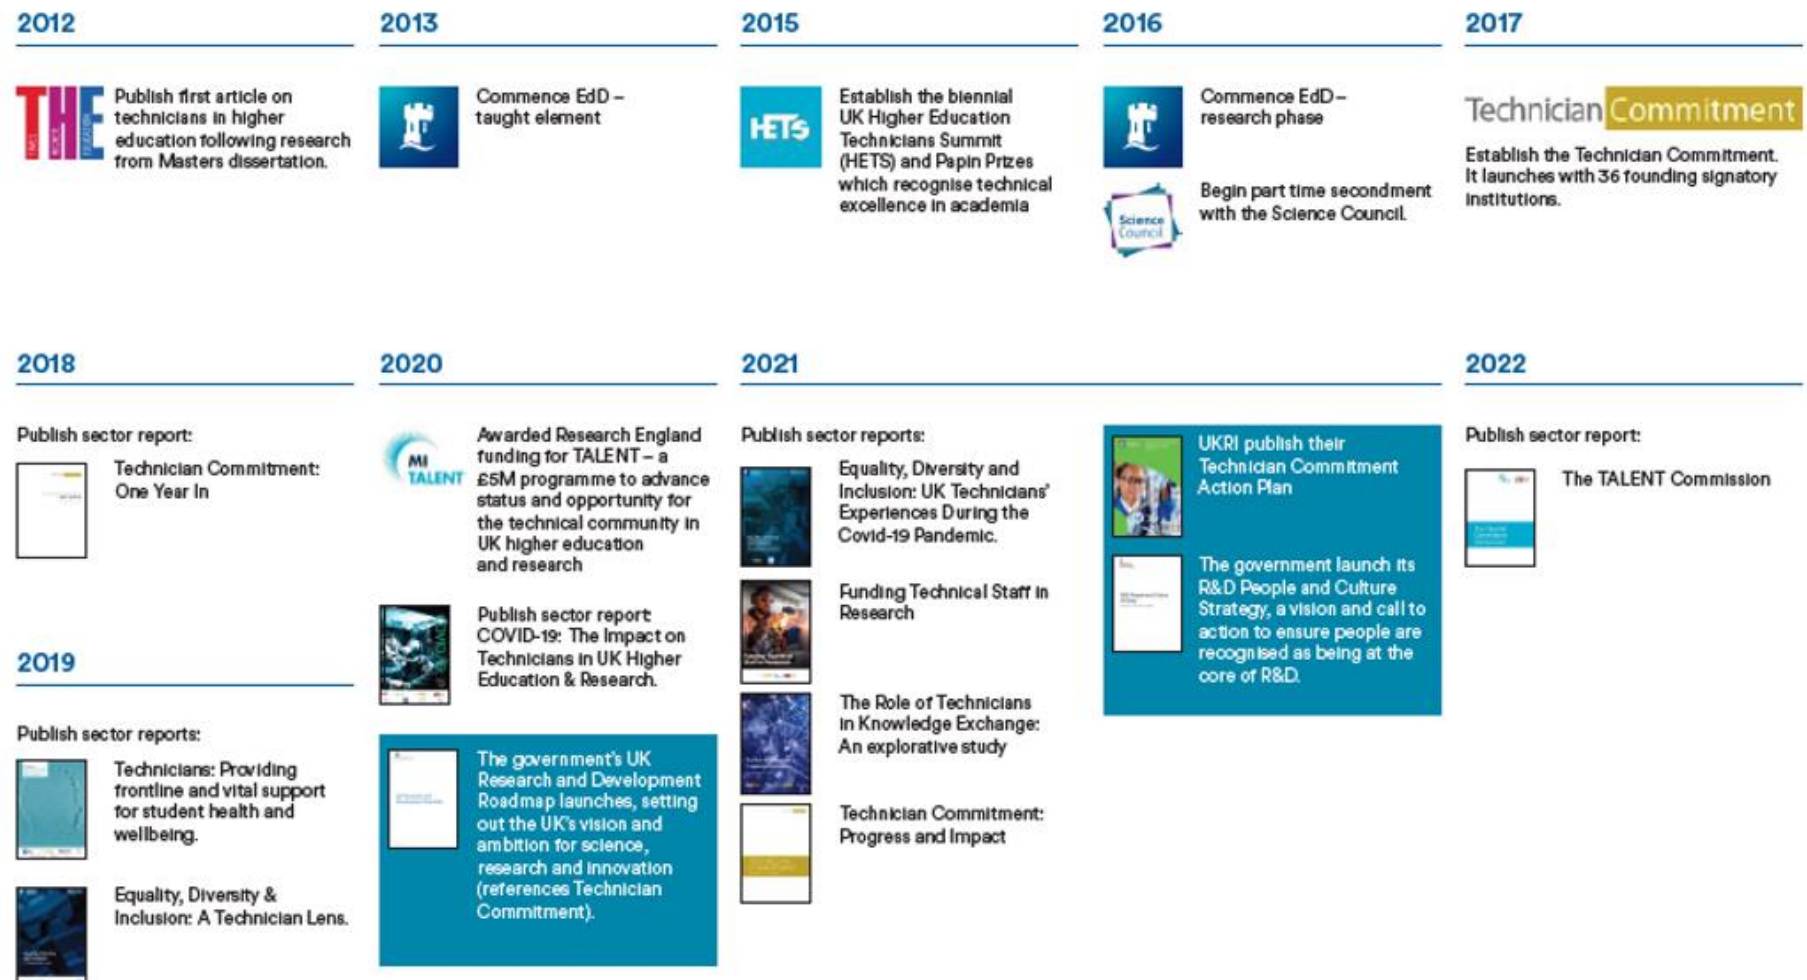 2012
THE
Publish first article on
technicians in higher
education following research
from Masters dissertation.
2013
Commence EdD –
taught element
2015
HETS
Establish the biennial
UK Higher Education
Technicians Summit
(HETS) and Papin Prizes
which recognise technical
excellence in academia
2016
Commence EdD –
research phase
Science
Council
Begin part time secondment
with the Science Council.
2017
Technician Commitment
Establish the Technician Commitment.
It launches with 36 founding signatory
institutions.
2018
Publish sector report:
Technician Commitment:
One Year In
2019
Publish sector reports:
Technicians: Providing
frontline and vital support
for student health and
wellbeing.
Equality, Diversity &
Inclusion: A Technician Lens.
2020
MI
TALENT
Awarded Research England
funding for TALENT – a
£5M programme to advance
status and opportunity for
the technical community in
UK higher education
and research
Publish sector report:
COVID-19: The Impact on
Technicians in UK Higher
Education & Research.
The government's UK
Research and Development
Roadmap launches, setting
out the UK's vision and
ambition for science,
research and innovation
(references Technician
Commitment).
2021
Publish sector reports:
Equality, Diversity and
Inclusion: UK Technicians'
Experiences During the
Covid-19 Pandemic.
Funding Technical Staff in
Research
The Role of Technicians
in Knowledge Exchange:
An explorative study
Technician Commitment:
Progress and Impact
UKRI publish their
Technician Commitment
Action Plan
The government launch its
R&D People and Culture
Strategy, a vision and call to
action to ensure people are
recognised as being at the
core of R&D.
2022
Publish sector report:
The TALENT Commission